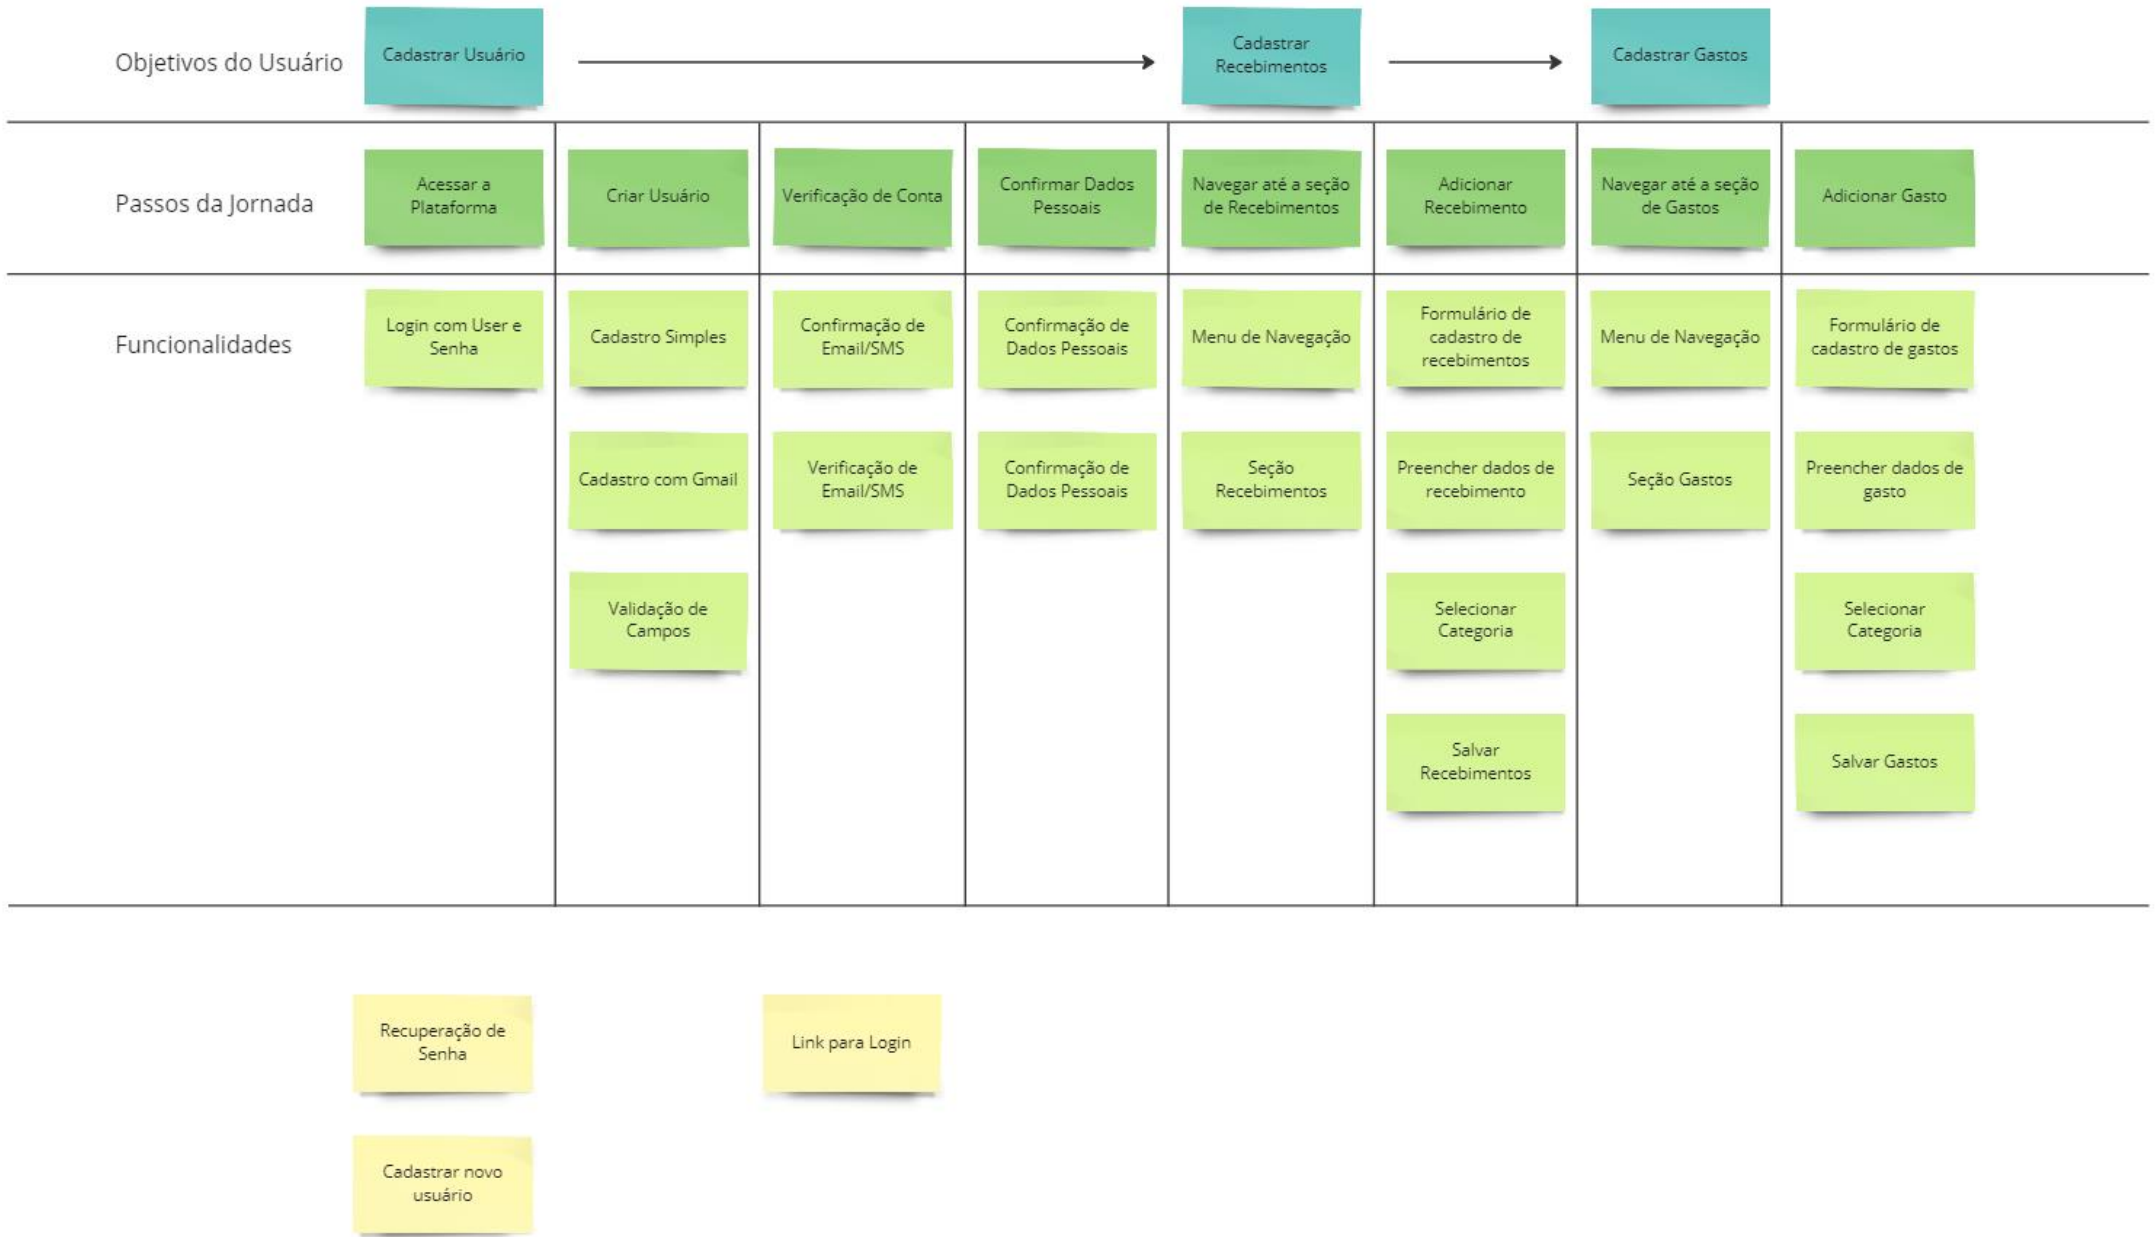 Objetivos do Usuário
Cadastrar Usuário
Cadastrar
Recebimentos
Cadastrar Gastos
Passos da Jornada
Acessar a
Plataforma
Criar Usuário
Verificação de Conta
Confirmar Dados
Pessoais
Navegar até a seção
de Recebimentos
Adicionar
Recebimento
Navegar até a seção
de Gastos
Adicionar Gasto
Funcionalidades
Login com User e
Senha
Cadastro Simples
Confirmação de
Email/SMS
Confirmação de
Dados Pessoais
Menu de Navegação
Formulário de
cadastro de
recebimentos
Menu de Navegação
Formulário de
cadastro de gastos
Cadastro com Gmail
Verificação de
Email/SMS
Confirmação de
Dados Pessoais
Seção
Recebimentos
Preencher dados de
recebimento
Seção Gastos
Preencher dados de
gasto
Validação de
Campos
Selecionar
Categoria
Selecionar
Categoria
Salvar
Recebimentos
Salvar Gastos
Recuperação de
Senha
Link para Login
Cadastrar novo
usuário